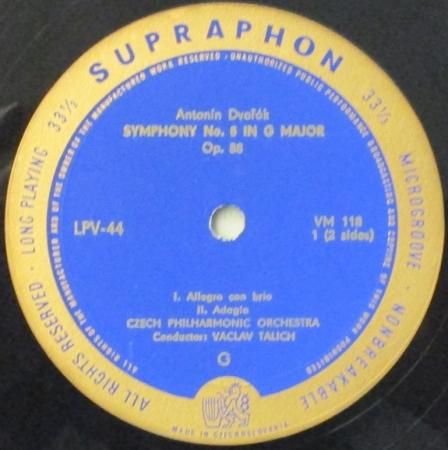 SUPRAPHON
ALL RIGHTS RESERVED · LONG PLAYING 33⅓
33⅓ MICROGROOVE · NONBREAKABLE
ALL RIGHTS OF THE MANUFACTURER AND OF THE OWNER OF THE MANUFACTURED WORK RESERVED · UNAUTHORIZED PUBLIC PERFORMANCE BROADCASTING AND COPYING OF THIS WORK PROHIBITED
Antonín Dvořák
SYMPHONY No. 8 IN G MAJOR
Op. 88
LPV-44
VM 118
1 (2 sides)
I. Allegro con brio
II. Adagio
CZECH PHILHARMONIC ORCHESTRA
Conductor: VACLAV TALICH
G
MADE IN CZECHOSLOVAKIA